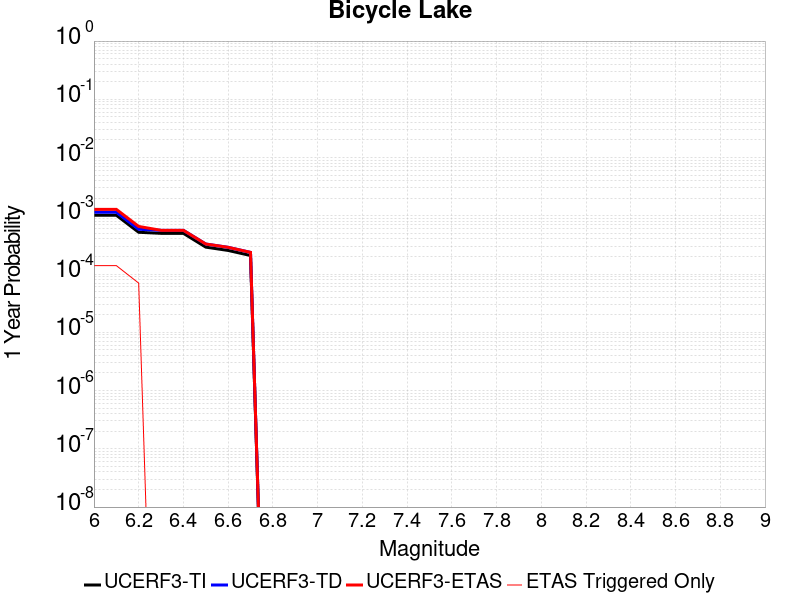 Bicycle Lake
1 Year Probability
10^0
10^-1
10^-2
10^-3
10^-4
10^-5
10^-6
10^-7
10^-8
6 6.2 6.4 6.6 6.8 7 7.2 7.4 7.6 7.8 8 8.2 8.4 8.6 8.8 9
Magnitude
UCERF3-TI UCERF3-TD UCERF3-ETAS ETAS Triggered Only